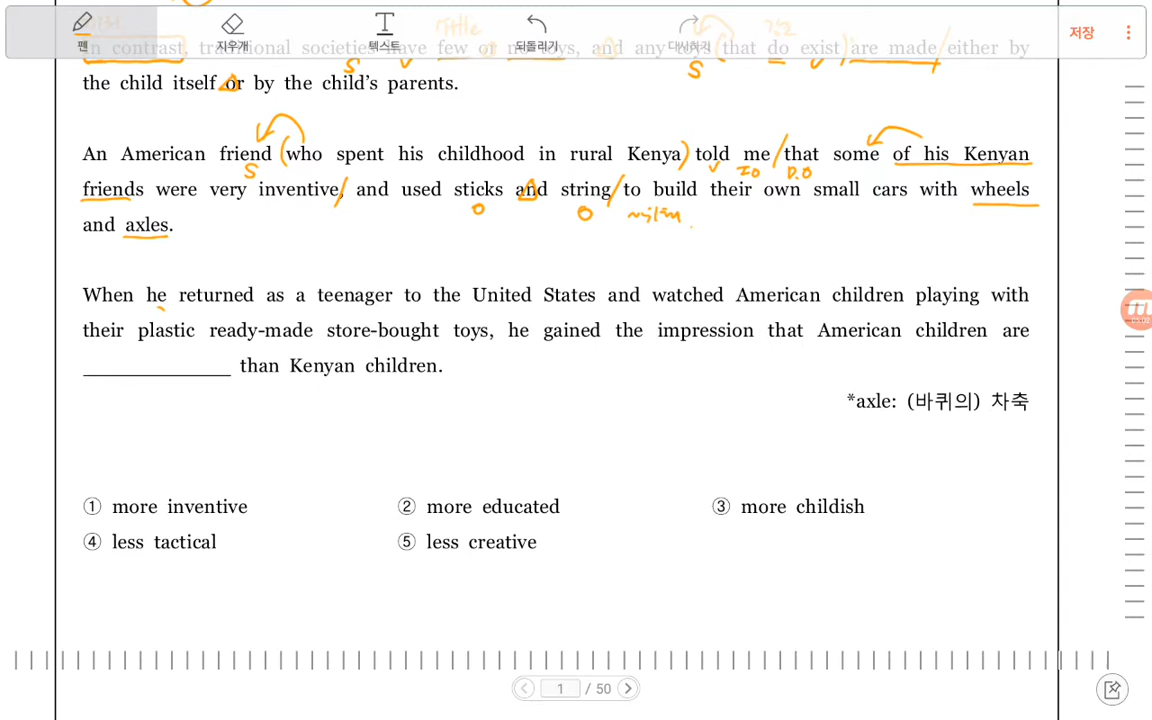 펜
지우개
텍스트
되돌리기
다시하기
저장
In contrast, traditional societies have few or no toys, and any toys that do exist are made either by
the child itself or by the child's parents.
S
S
An American friend (who spent his childhood in rural Kenya) told me / that some of his Kenyan
S
V
IO
D.O
friends were very inventive, / and used sticks and string / to build their own small cars with wheels
O
O
and axles.
When he returned as a teenager to the United States and watched American children playing with
their plastic ready-made store-bought toys, he gained the impression that American children are
____________ than Kenyan children.
*axle: (바퀴의) 차축
① more inventive ② more educated ③ more childish
④ less tactical ⑤ less creative
1 / 50